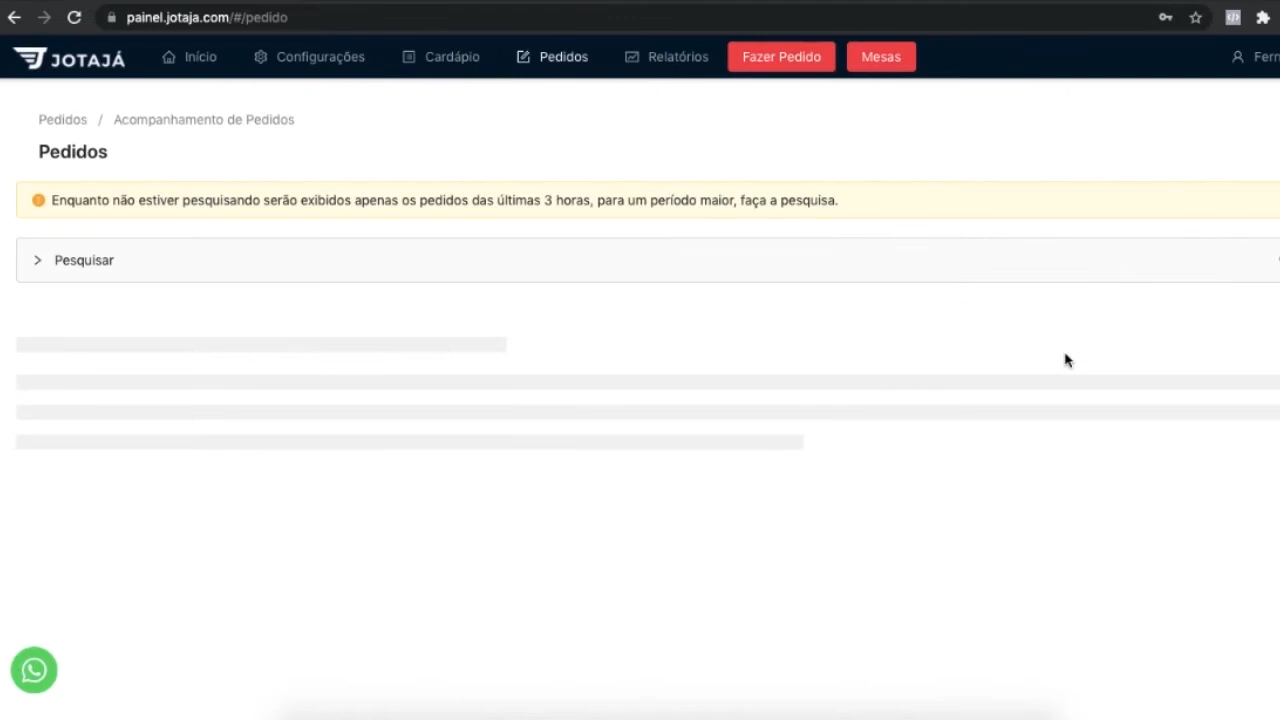 painel.jotaja.com/#/pedido
JOTAJÁ
Início
Configurações
Cardápio
Pedidos
Relatórios
Fazer Pedido
Mesas
Pedidos / Acompanhamento de Pedidos
Pedidos
Enquanto não estiver pesquisando serão exibidos apenas os pedidos das últimas 3 horas, para um período maior, faça a pesquisa.
Pesquisar